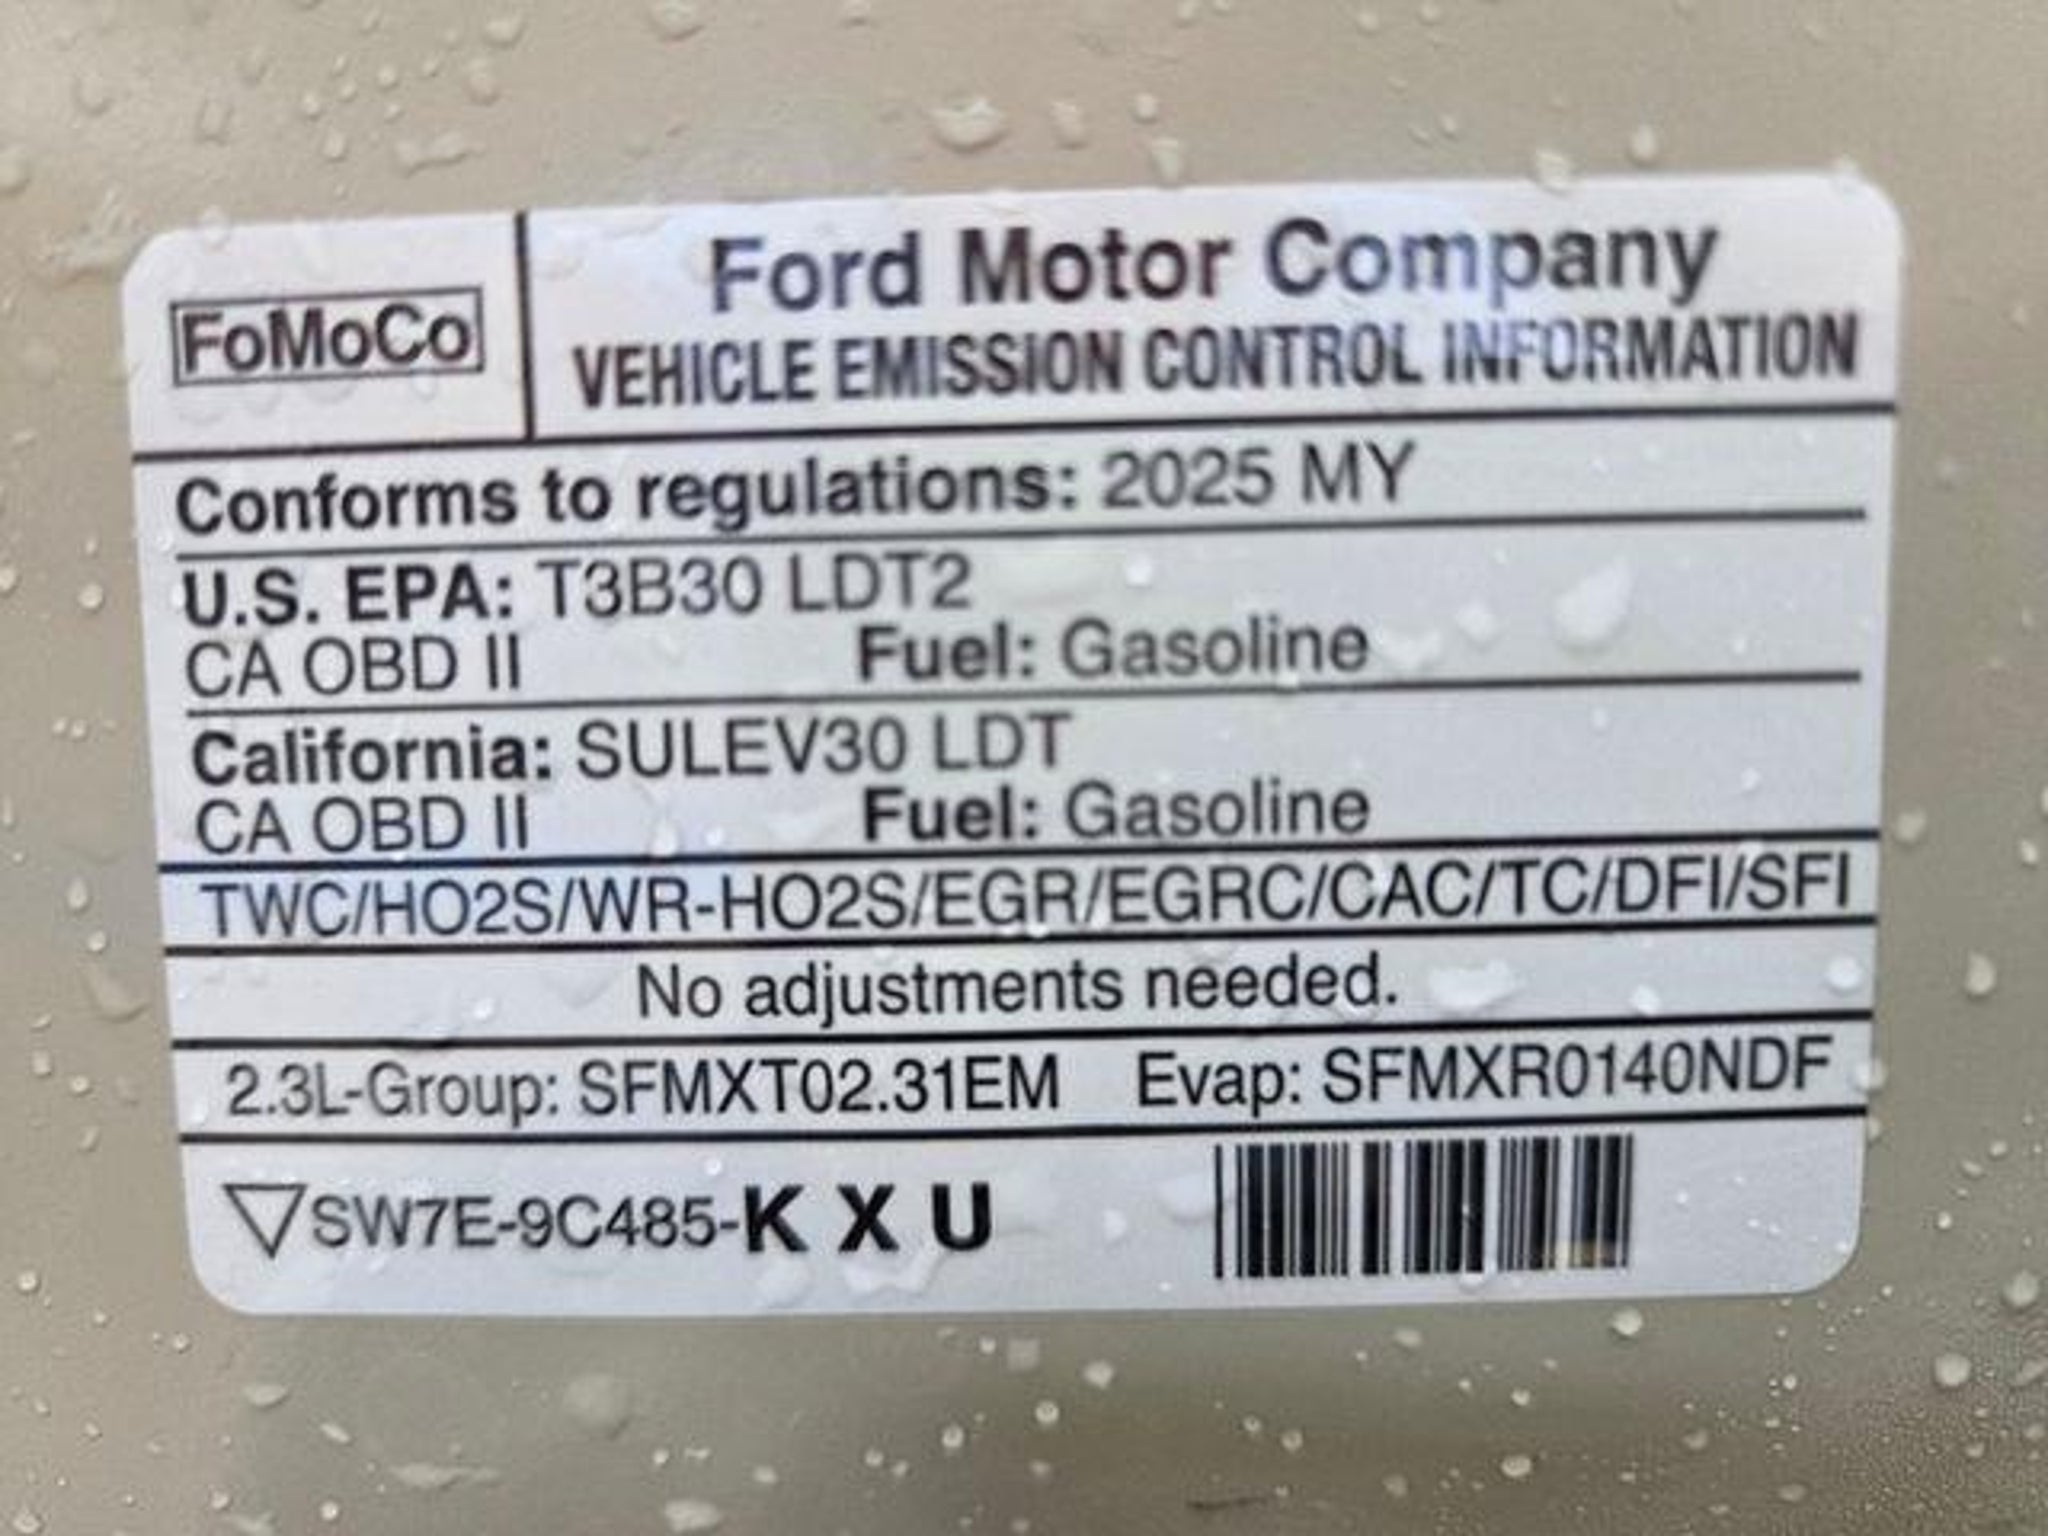 FoMoCo
Ford Motor Company
VEHICLE EMISSION CONTROL INFORMATION
Conforms to regulations: 2025 MY
U.S. EPA: T3B30 LDT2
CA OBD II Fuel: Gasoline
California: SULEV30 LDT
CA OBD II Fuel: Gasoline
TWC/HO2S/WR-HO2S/EGR/EGRC/CAC/TC/DFI/SFI
No adjustments needed.
2.3L-Group: SFMXT02.31EM Evap: SFMXR0140NDF
SW7E-9C485-K X U